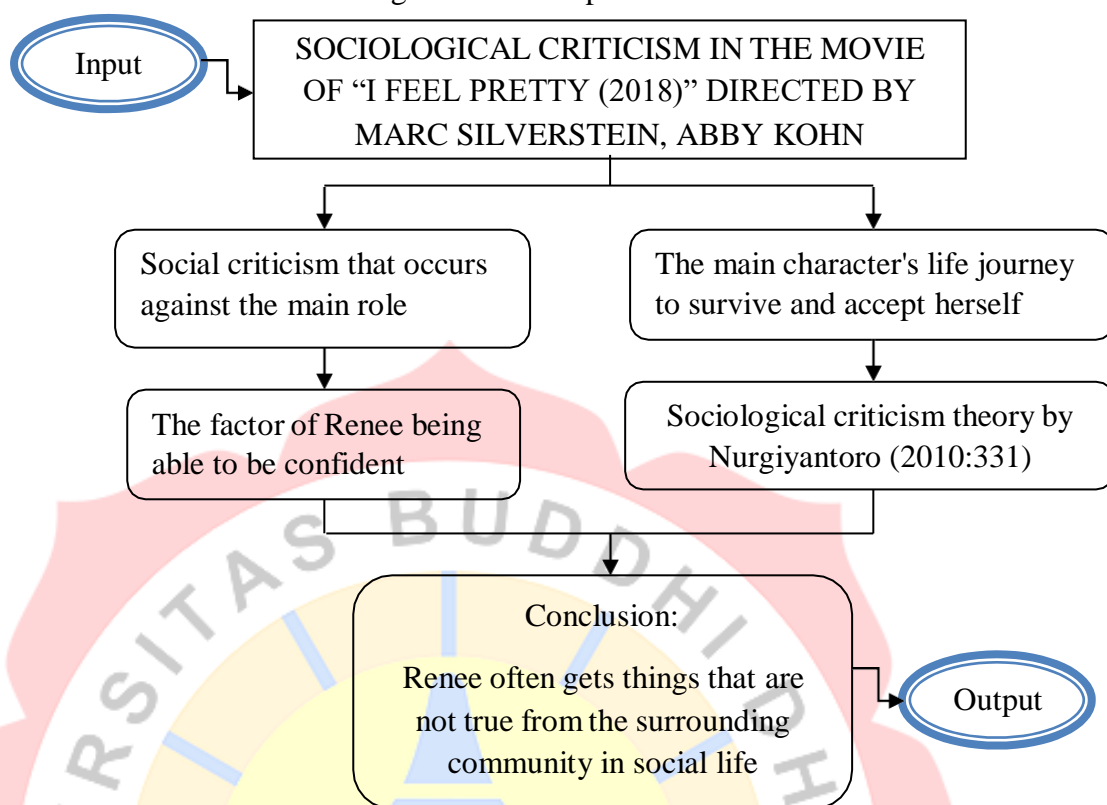 Input
SOCIOLOGICAL CRITICISM IN THE MOVIE
OF “I FEEL PRETTY (2018)” DIRECTED BY
MARC SILVERSTEIN, ABBY KOHN
Social criticism that occurs
against the main role
The main character's life journey
to survive and accept herself
The factor of Renee being
able to be confident
Sociological criticism theory by
Nurgiyantoro (2010:331)
Conclusion:
Renee often gets things that are
not true from the surrounding
community in social life
Output
RSITAS BUDDHI DH